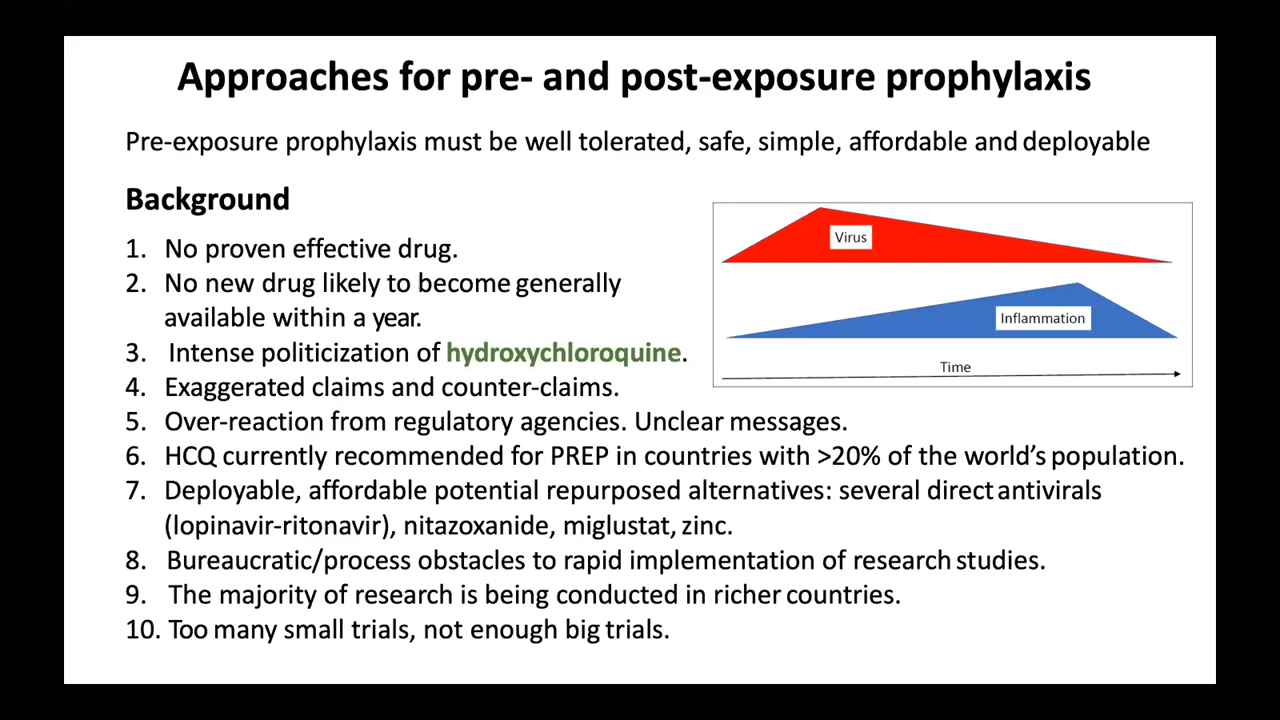 Approaches for pre- and post-exposure prophylaxis
Pre-exposure prophylaxis must be well tolerated, safe, simple, affordable and deployable
Background
1. No proven effective drug.
2. No new drug likely to become generally
available within a year.
3. Intense politicization of hydroxychloroquine.
4. Exaggerated claims and counter-claims.
5. Over-reaction from regulatory agencies. Unclear messages.
6. HCQ currently recommended for PREP in countries with >20% of the world's population.
7. Deployable, affordable potential repurposed alternatives: several direct antivirals
(lopinavir-ritonavir), nitazoxanide, miglustat, zinc.
8. Bureaucratic/process obstacles to rapid implementation of research studies.
9. The majority of research is being conducted in richer countries.
10. Too many small trials, not enough big trials.
Virus
Inflammation
Time